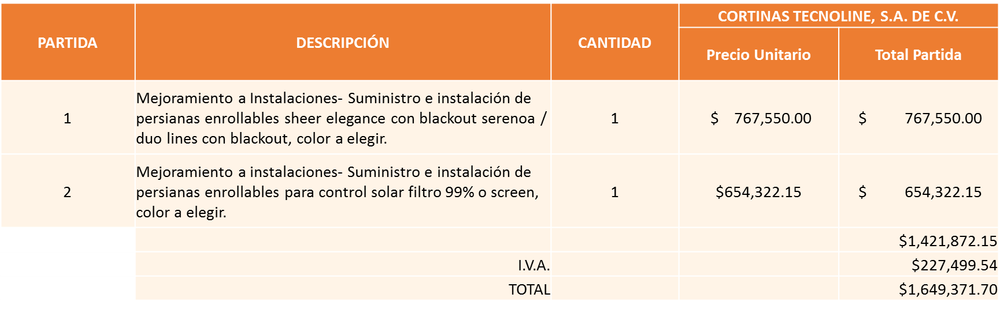 PARTIDA
DESCRIPCIÓN
CANTIDAD
CORTINAS TECNOLINE, S.A. DE C.V.
Precio Unitario
Total Partida
1
Mejoramiento a Instalaciones- Suministro e instalación de
persianas enrollables sheer elegance con blackout serenoa /
duo lines con blackout, color a elegir.
1
$ 767,550.00
$ 767,550.00
2
Mejoramiento a instalaciones- Suministro e instalación de
persianas enrollables para control solar filtro 99% o screen,
color a elegir.
1
$654,322.15
$ 654,322.15
$1,421,872.15
I.V.A.
$227,499.54
TOTAL
$1,649,371.70